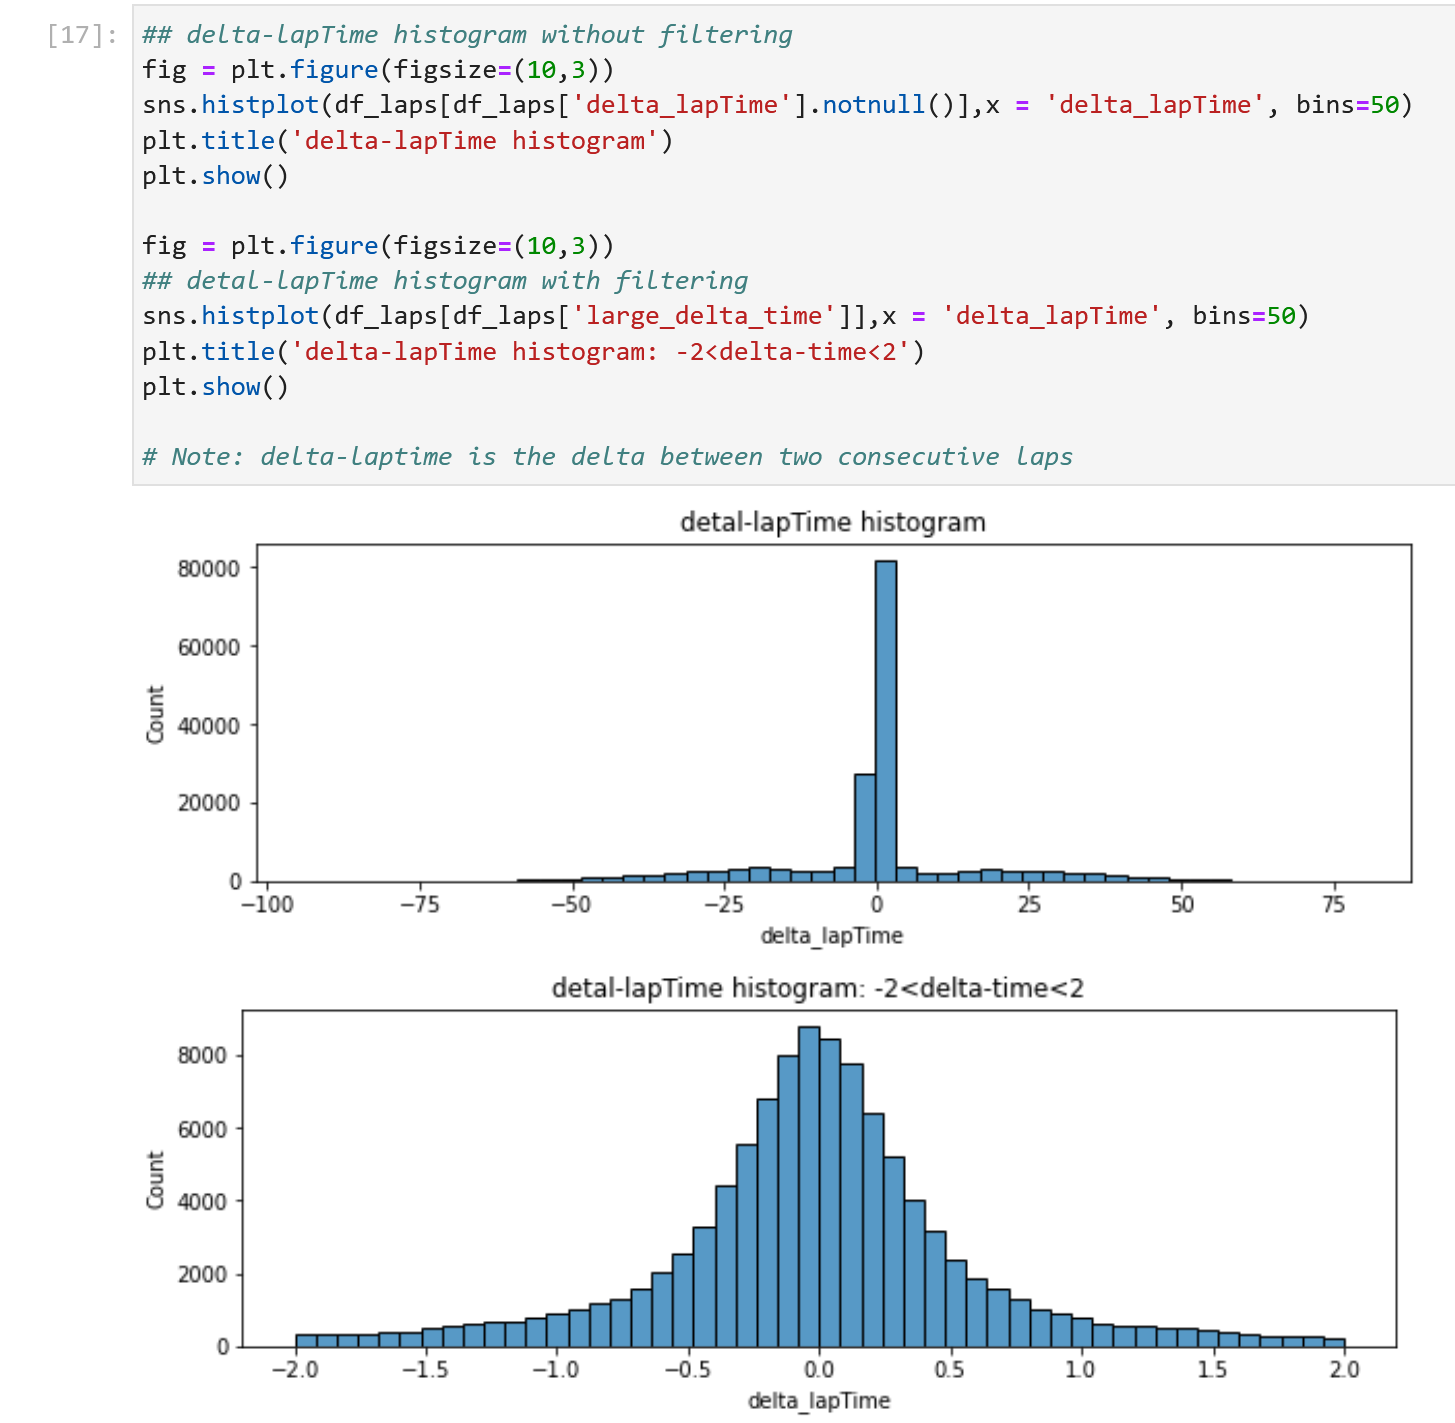 [17]: ## delta-lapTime histogram without filtering
fig = plt.figure(figsize=(10,3))
sns.histplot(df_laps[df_laps['delta_lapTime'].notnull()],x = 'delta_lapTime', bins=50)
plt.title('delta-lapTime histogram')
plt.show()
fig = plt.figure(figsize=(10,3))
## detal-lapTime histogram with filtering
sns.histplot(df_laps[df_laps['large_delta_time']],x = 'delta_lapTime', bins=50)
plt.title('delta-lapTime histogram: -2<delta-time<2')
plt.show()
# Note: delta-laptime is the delta between two consecutive laps
detal-lapTime histogram
80000
60000
40000
20000
0
Count
−100 −75 −50 −25 0 25 50 75
delta_lapTime
detal-lapTime histogram: -2<delta-time<2
8000
6000
4000
2000
0
Count
−2.0 −1.5 −1.0 −0.5 0.0 0.5 1.0 1.5 2.0
delta_lapTime